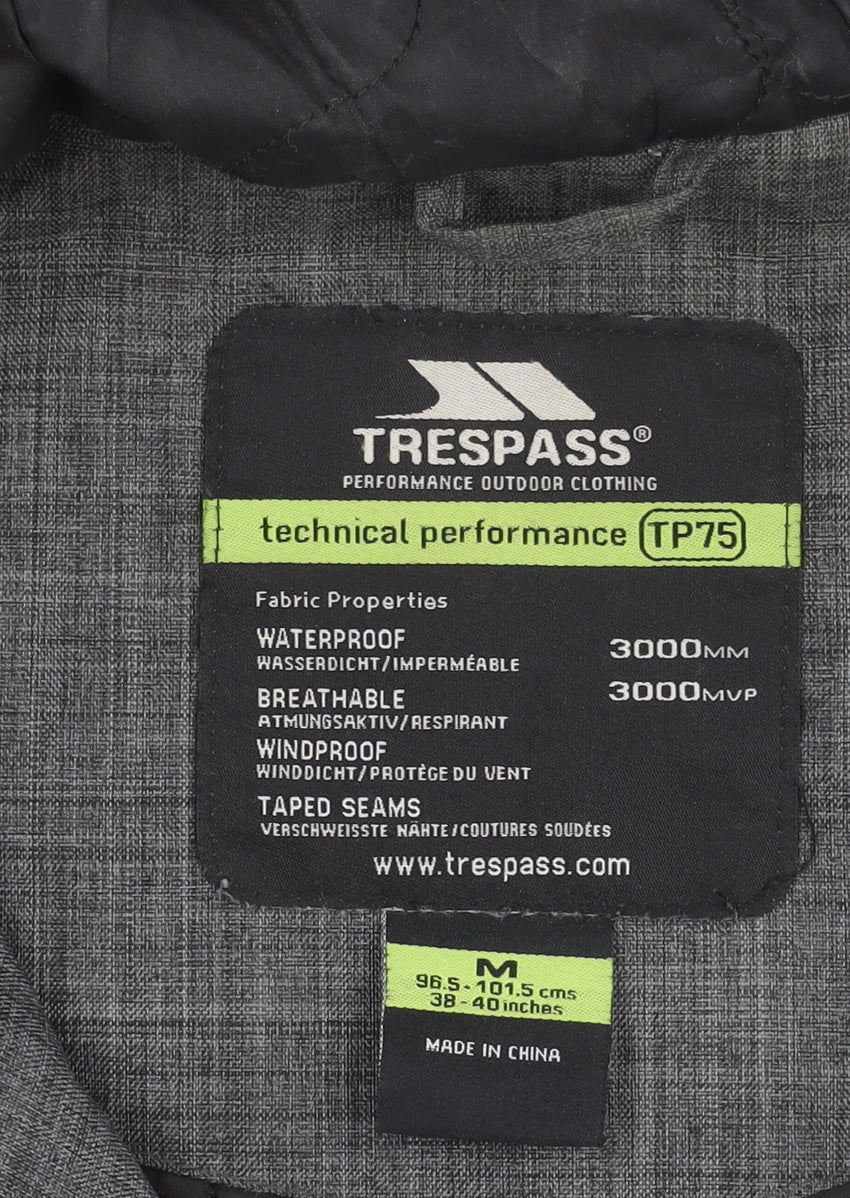 TRESPASS®
PERFORMANCE OUTDOOR CLOTHING
technical performance TP75
Fabric Properties
WATERPROOF 3000MM
WASSERDICHT/IMPERMÉABLE
BREATHABLE 3000MVP
ATMUNGSAKTIV/RESPIRANT
WINDPROOF
WINDDICHT/PROTÈGE DU VENT
TAPED SEAMS
VERSCHWEISSTE NÄHTE/COUTURES SOUDÉES
www.trespass.com
M
96.5-101.5 cms
38-40 inches
MADE IN CHINA